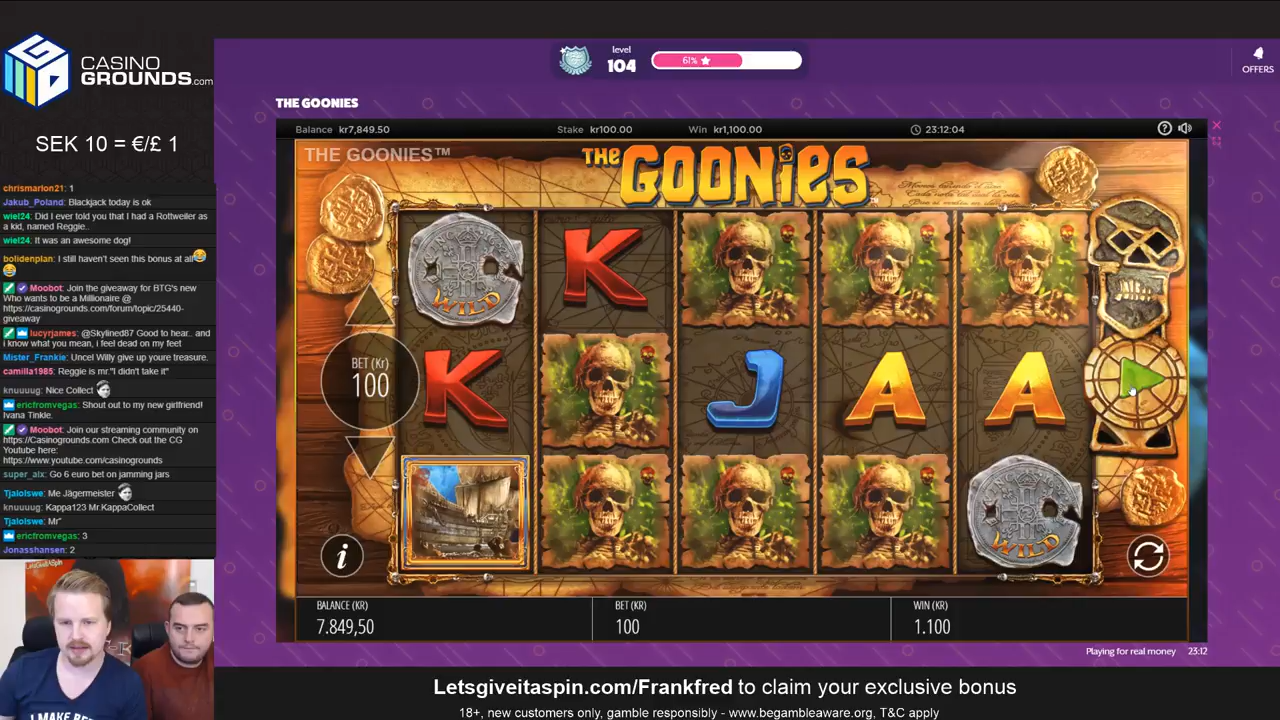 CASINO
GROUNDS.com
SEK 10 = €/£ 1
chrismarlon21: 1
Jakub_Poland: Blackjack today is ok
wiel24: Did I ever told you that I had a Rottweiler as
a kid, named Reggie..
wiel24: It was an awesome dog!
bolidenplan: I still haven't seen this bonus at all
Moobot: Join the giveaway for BTG's new
Who wants to be a Millionaire @
https://casinogrounds.com/forum/topic/25440-
giveaway
lucyrjames: @Skylined87 Good to hear.. and
i know what you mean, i feel dead on my feet
Mister_Frankie: Uncel Willy give up youre treasure.
camilla1985: Reggie is mr."I didn't take it"
knuuuug: Nice Collect
ericfromvegas: Shout out to my new girlfriend!
Ivana Tinkle.
Moobot: Join our streaming community on
https://Casinogrounds.com Check out the CG
Youtube here:
https://www.youtube.com/casinogrounds
super_alx: Go 6 euro bet on jamming jars
Tjalolswe: Me Jägermeister
knuuuug: Kappa123 Mr.KappaCollect
Tjalolswe: Mr"
ericfromvegas: 3
Jonasshansen: 2
level
104
61%
OFFERS
THE GOONIES
Balance kr7,849.50
Stake kr100.00
Win kr1,100.00
23:12:04
THE GOONIES™
THE GOONIES
WILD
K
BET (Kr)
100
K
J
A
A
WILD
i
BALANCE (KR)
7.849,50
BET (KR)
100
WIN (KR)
1.100
Playing for real money 23:12
Letsgiveitaspin.com/Frankfred to claim your exclusive bonus
18+, new customers only, gamble responsibly - www.begambleaware.org, T&C apply